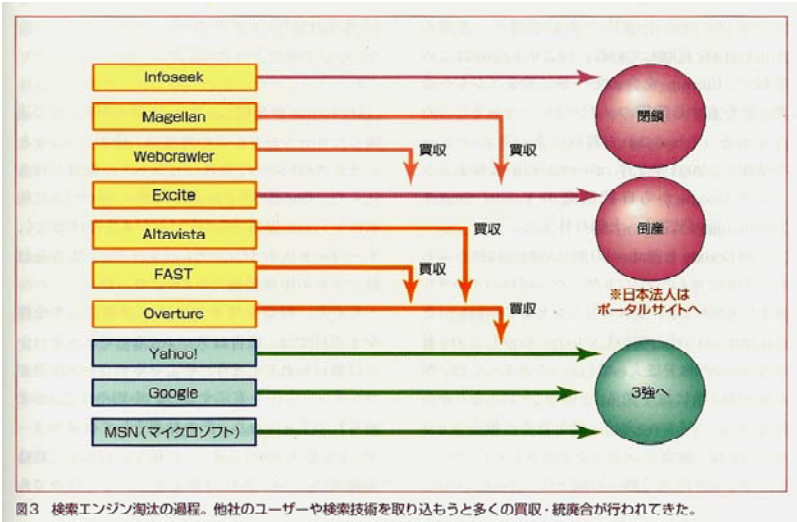 Infoseek
閉鎖
Magellan
買収
買収
Webcrawler
Excite
倒産
Altavista
買収
FAST
買収
※日本法人は
ポータルサイトへ
Overture
買収
Yahoo!
Google
3強へ
MSN(マイクロソフト)
図3 検索エンジン淘汰の過程。他社のユーザーや検索技術を取り込もうと多くの買収・統廃合が行われてきた。